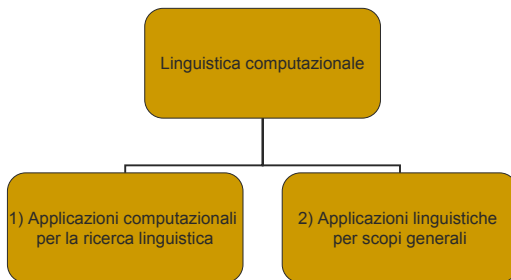 Linguistica computazionale
1) Applicazioni computazionali
per la ricerca linguistica
2) Applicazioni linguistiche
per scopi generali